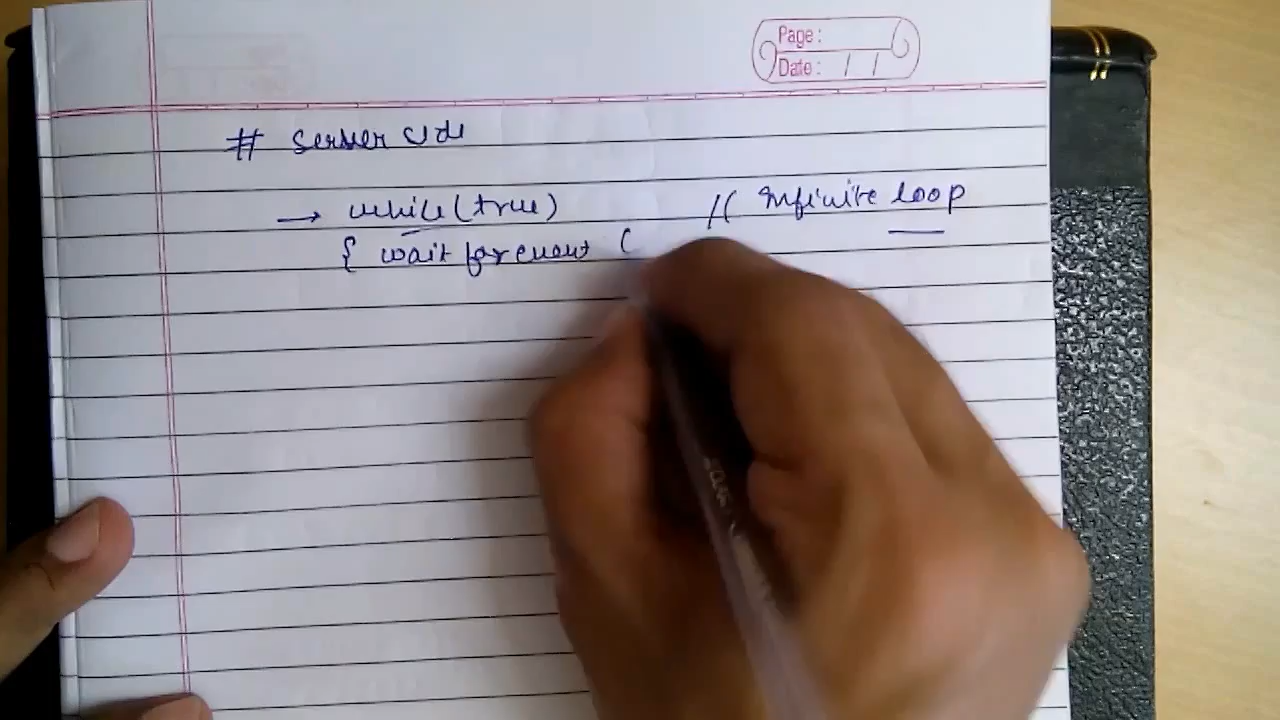 Page :
Date : / /
# Server side
→ while (true) // Infinite loop
{ wait for event (